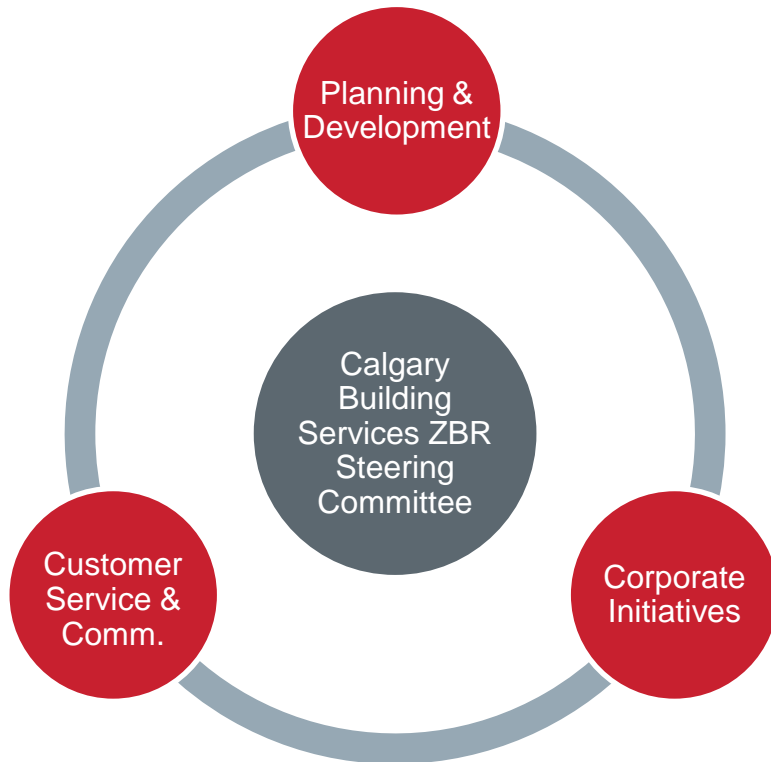 Planning &
Development
Calgary
Building
Services ZBR
Steering
Committee
Customer
Service &
Comm.
Corporate
Initiatives